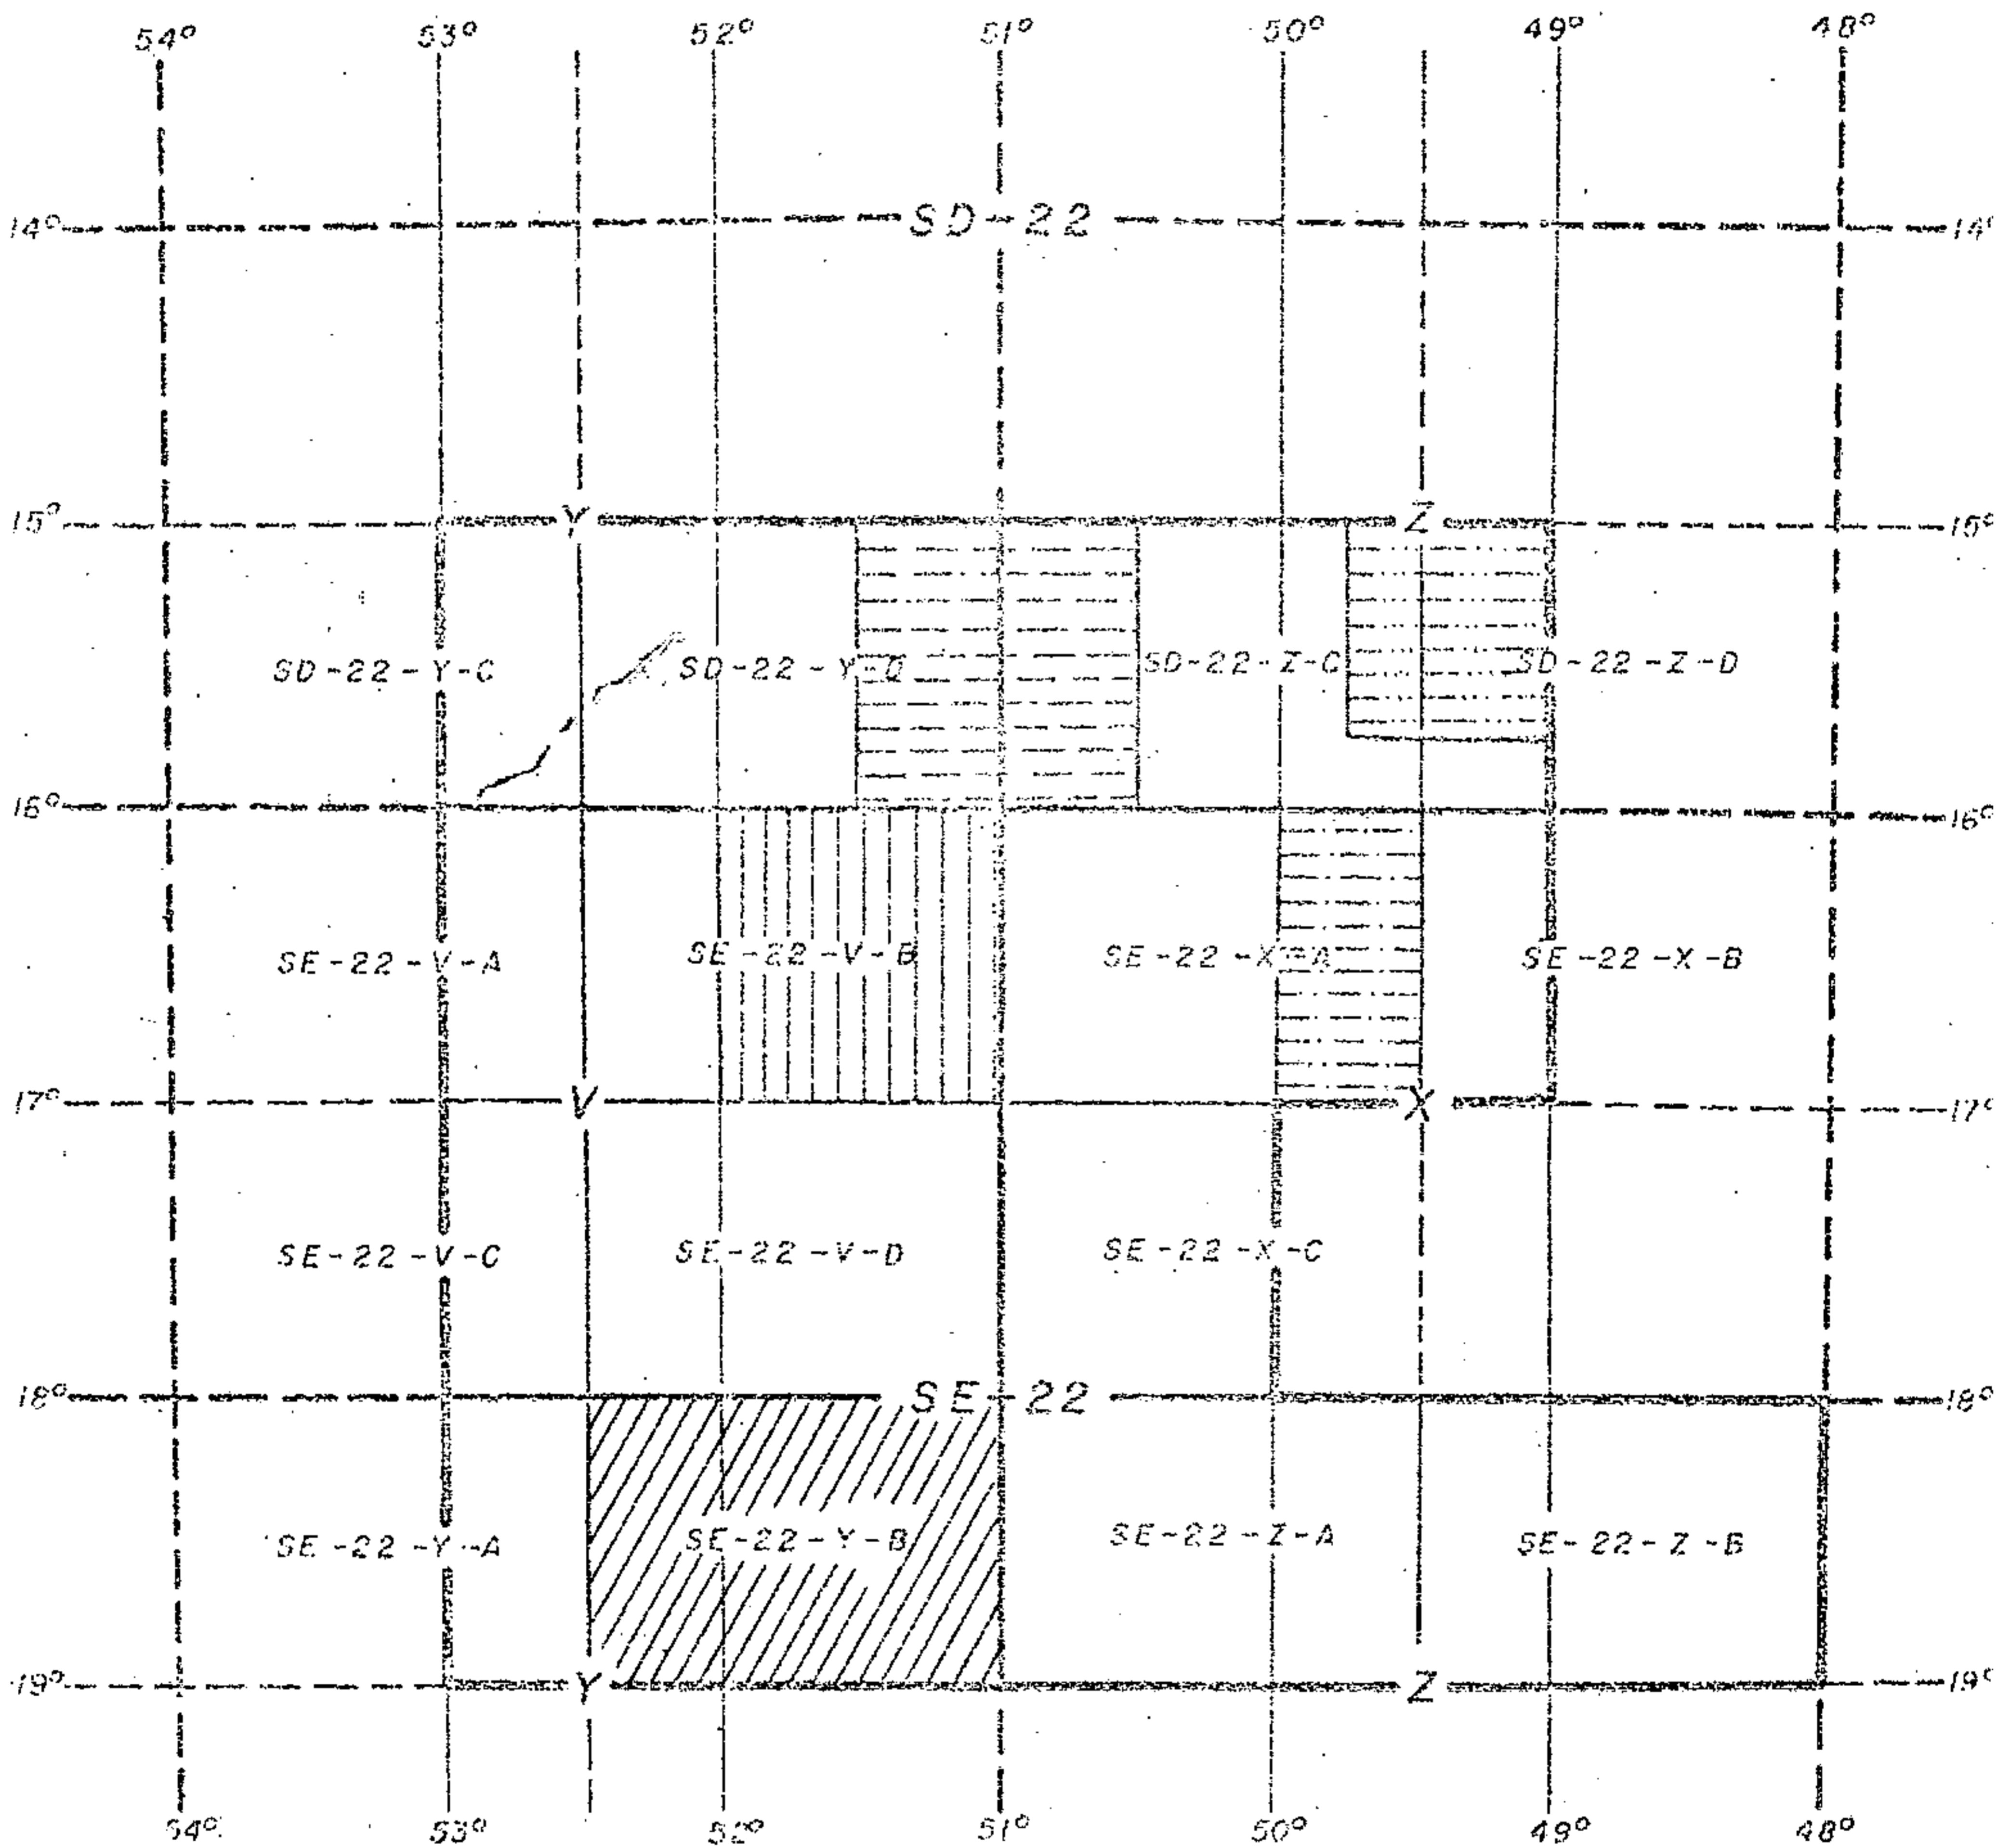 54° 53° 52° 51° 50° 49° 48°
14° SD-22 14°
15° Y Z 15°
SD-22-Y-C SD-22-Y-D SD-22-Z-C SD-22-Z-D
16° 16°
SE-22-V-A SE-22-V-B SE-22-X-A SE-22-X-B
17° V X 17°
SE-22-V-C SE-22-V-D SE-22-X-C
18° SE-22 18°
SE-22-Y-A SE-22-Y-B SE-22-Z-A SE-22-Z-B
19° Y Z 19°
54° 53° 52° 51° 50° 49° 48°